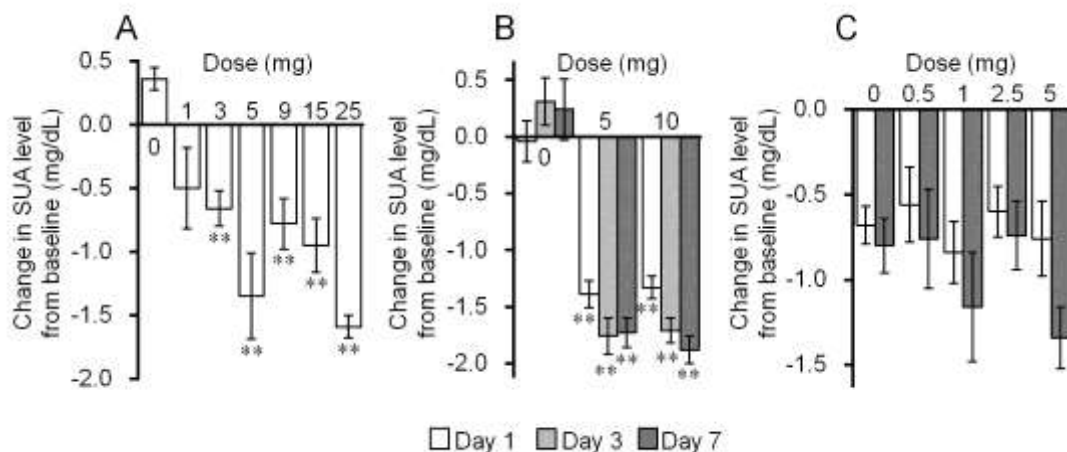 A
Dose (mg)
0.5
0.0
-0.5
-1.0
-1.5
-2.0
Change in SUA level
from baseline (mg/dL)
0
1 3 5 9 15 25
** ** ** ** **
B
Dose (mg)
0.5
0.0
-0.5
-1.0
-1.5
-2.0
Change in SUA level
from baseline (mg/dL)
0
5 10
** ** ** ** ** **
C
Dose (mg)
0 0.5 1 2.5 5
0.0
-0.5
-1.0
-1.5
Change in SUA level
from baseline (mg/dL)
Day 1 Day 3 Day 7